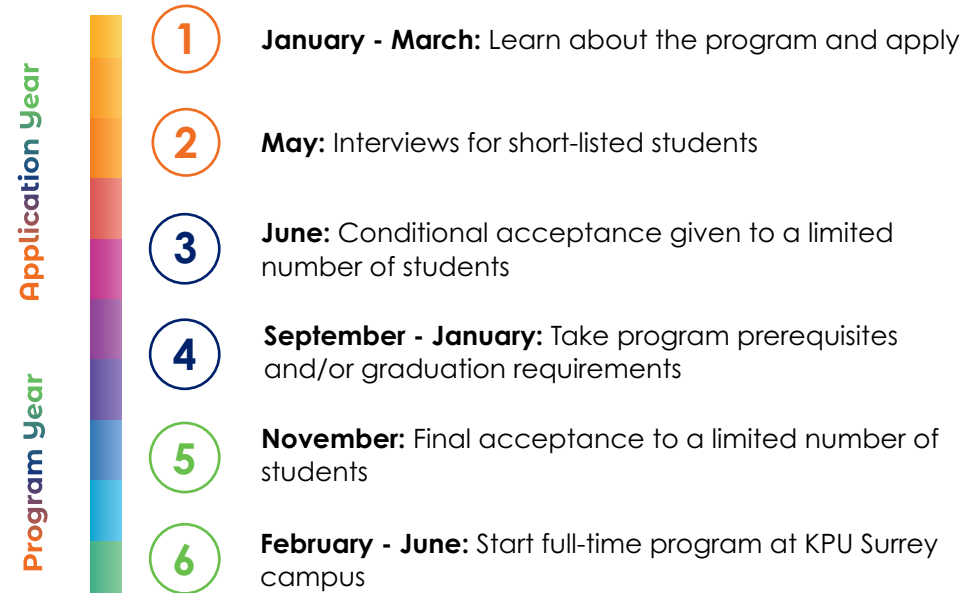 Application Year
Program Year
1
January - March: Learn about the program and apply
2
May: Interviews for short-listed students
3
June: Conditional acceptance given to a limited
number of students
4
September - January: Take program prerequisites
and/or graduation requirements
5
November: Final acceptance to a limited number of
students
6
February - June: Start full-time program at KPU Surrey
campus